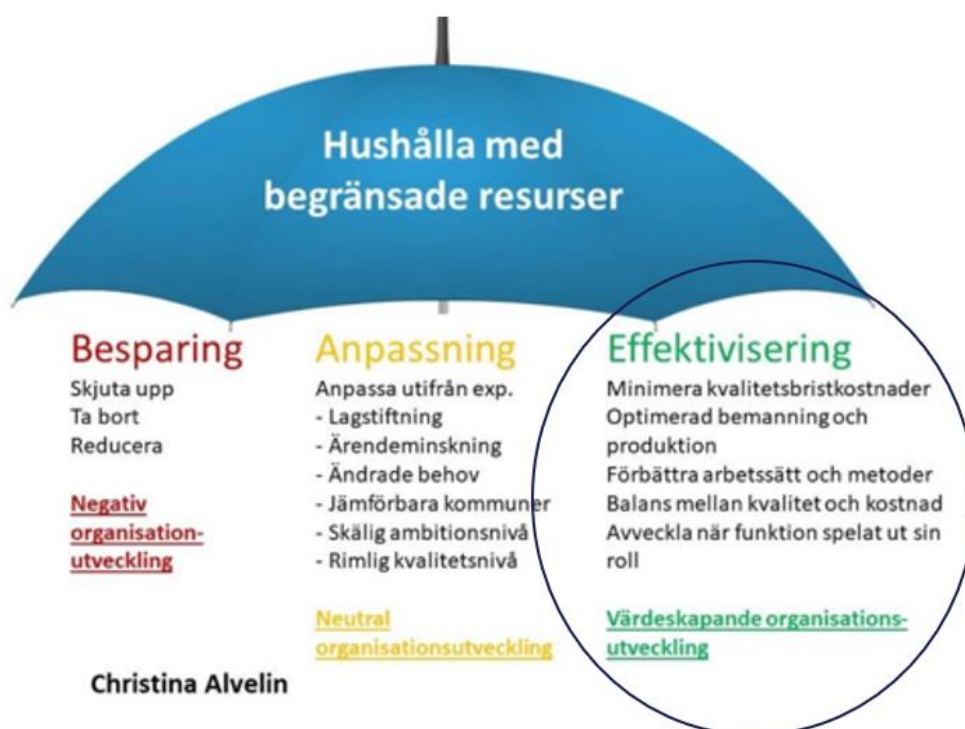 Hushålla med
begränsade resurser
Besparing
Skjuta upp
Ta bort
Reducera
Negativ
organisation-
utveckling
Anpassning
Anpassa utifrån exp.
- Lagstiftning
- Ärendeminskning
- Ändrade behov
- Jämförbara kommuner
- Skälig ambitionsnivå
- Rimlig kvalitetsnivå
Neutral
organisationsutveckling
Effektivisering
Minimera kvalitetsbristkostnader
Optimerad bemanning och
produktion
Förbättra arbetssätt och metoder
Balans mellan kvalitet och kostnad
Avveckla när funktion spelat ut sin
roll
Värdeskapande organisations-
utveckling
Christina Alvelin